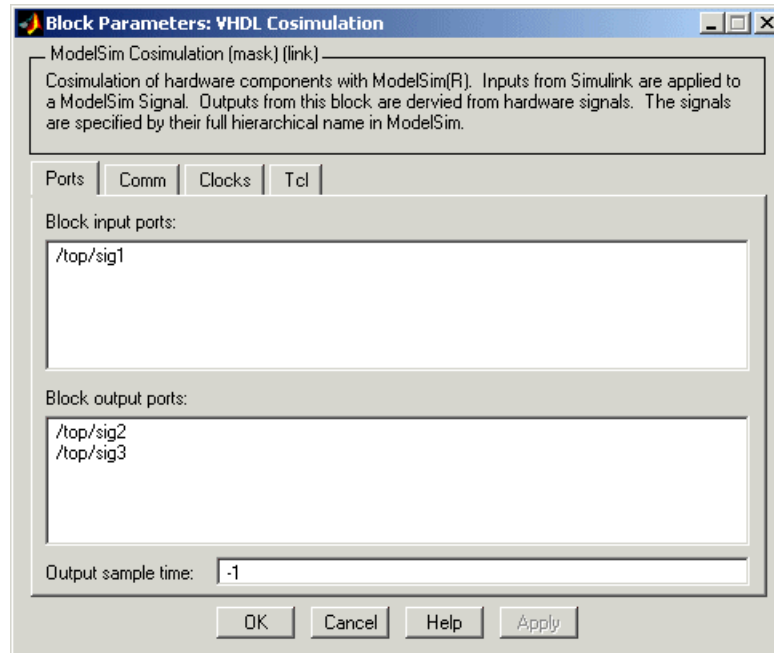 Block Parameters: VHDL Cosimulation
ModelSim Cosimulation (mask) (link)
Cosimulation of hardware components with ModelSim(R). Inputs from Simulink are applied to
a ModelSim Signal. Outputs from this block are dervied from hardware signals. The signals
are specified by their full hierarchical name in ModelSim.
Ports Comm Clocks Tcl
Block input ports:
/top/sig1
Block output ports:
/top/sig2
/top/sig3
Output sample time: -1
OK Cancel Help Apply